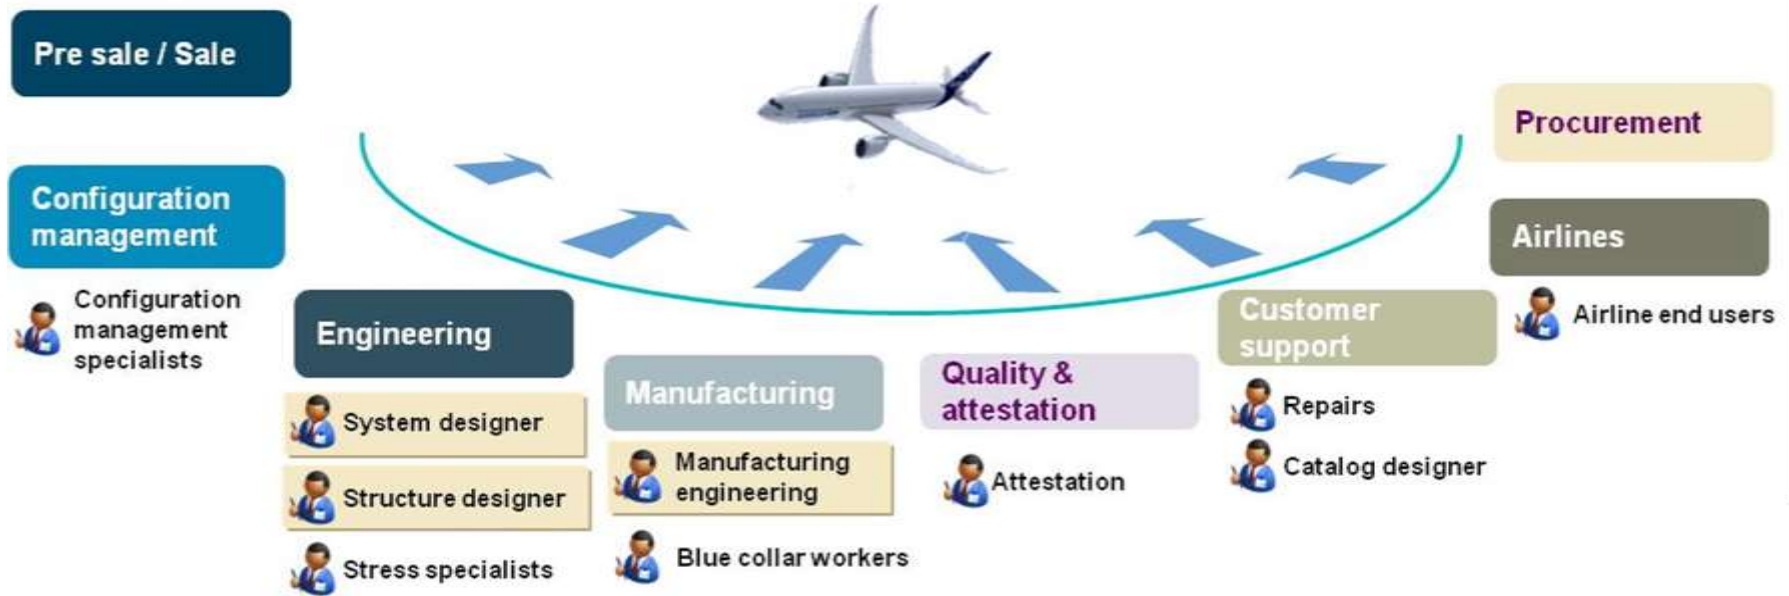 Pre sale / Sale
Configuration
management
Configuration
management
specialists
Engineering
System designer
Structure designer
Stress specialists
Manufacturing
Manufacturing
engineering
Blue collar workers
Quality &
attestation
Attestation
Customer
support
Repairs
Catalog designer
Procurement
Airlines
Airline end users